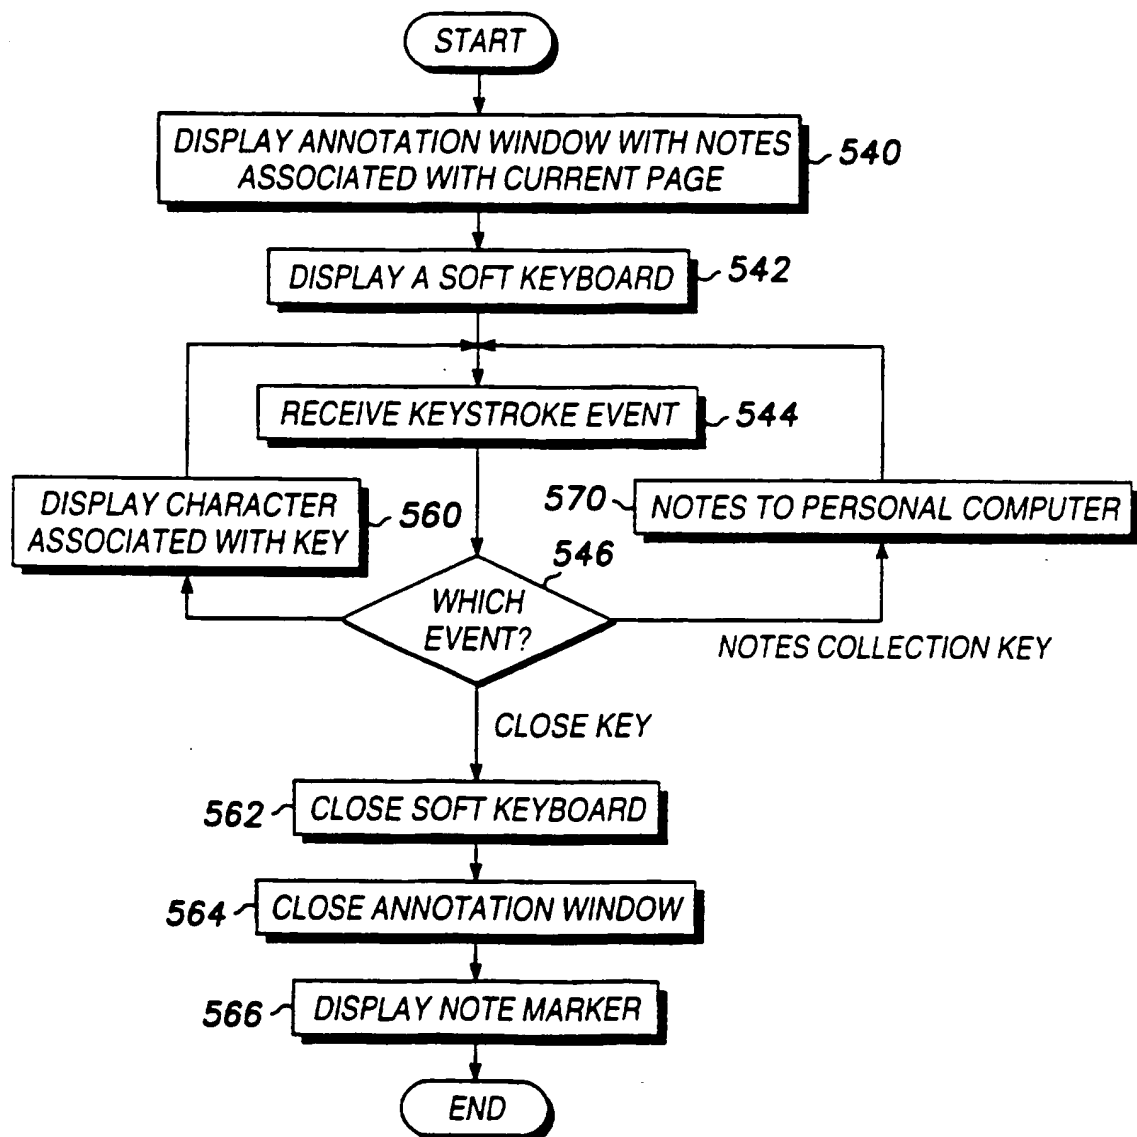 START
DISPLAY ANNOTATION WINDOW WITH NOTES
ASSOCIATED WITH CURRENT PAGE
540
DISPLAY A SOFT KEYBOARD
542
RECEIVE KEYSTROKE EVENT
544
DISPLAY CHARACTER
ASSOCIATED WITH KEY
560
570
NOTES TO PERSONAL COMPUTER
546
WHICH
EVENT?
NOTES COLLECTION KEY
CLOSE KEY
562
CLOSE SOFT KEYBOARD
564
CLOSE ANNOTATION WINDOW
566
DISPLAY NOTE MARKER
END